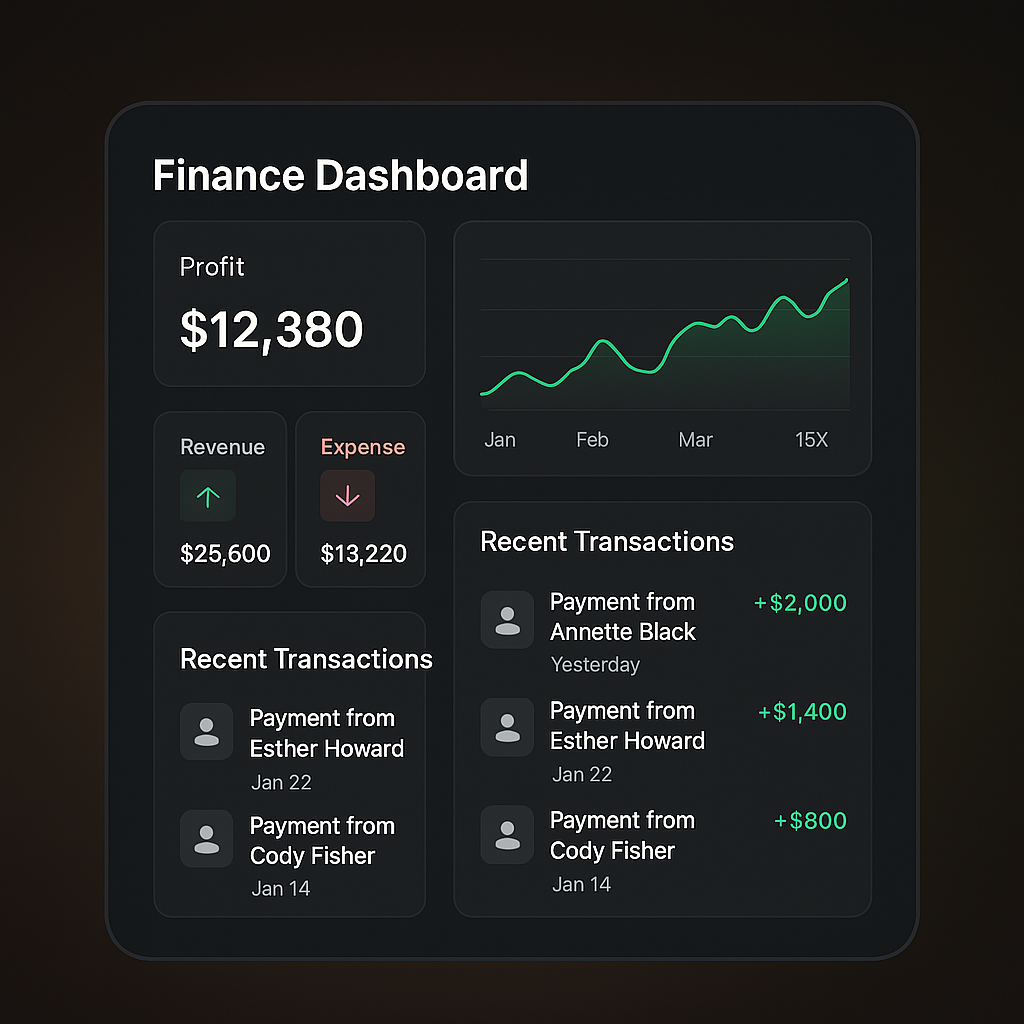 Finance Dashboard
Profit
$12,380
Revenue
$25,600
Expense
$13,220
Recent Transactions
Payment from
Esther Howard
Jan 22
Payment from
Cody Fisher
Jan 14
Jan Feb Mar 15X
Recent Transactions
Payment from
Annette Black
Yesterday
+$2,000
Payment from
Esther Howard
Jan 22
+$1,400
Payment from
Cody Fisher
Jan 14
+$800